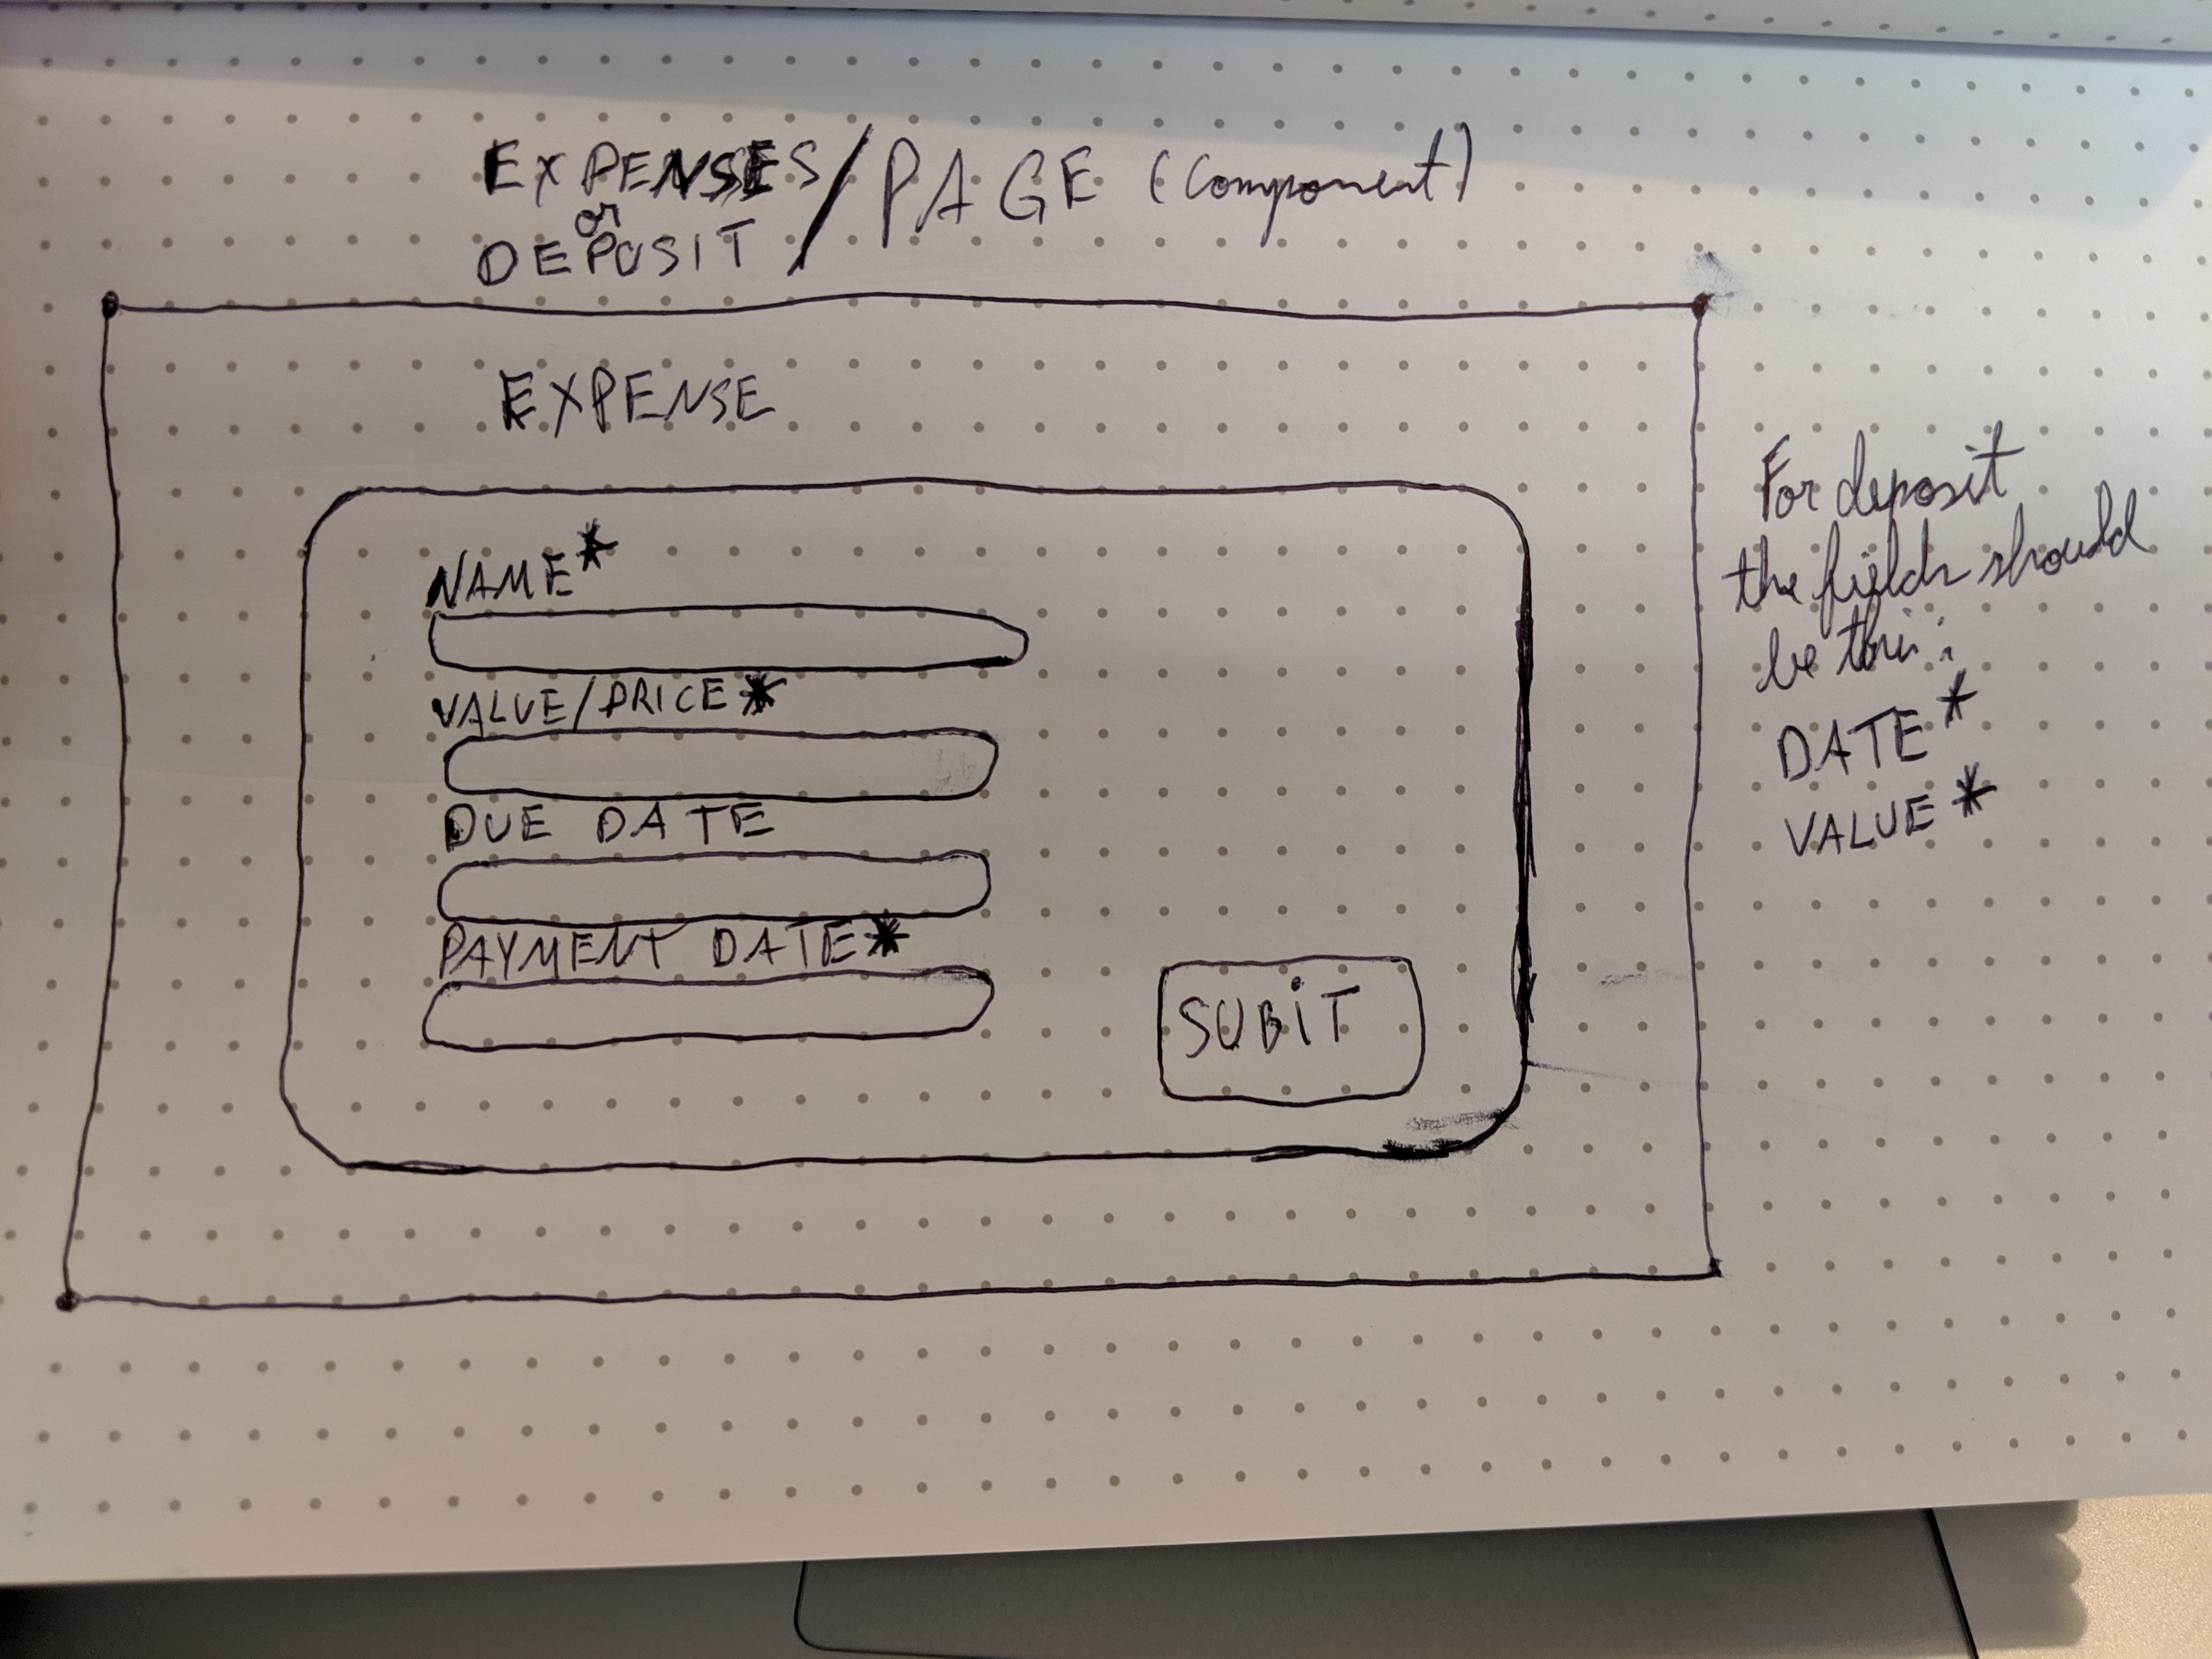 EXPENSES/PAGE (Component)
or
DEPOSIT
EXPENSE
NAME*
VALUE/PRICE*
DUE DATE
PAYMENT DATE*
SUBIT
For deposit
the fields should
be this:
DATE*
VALUE*